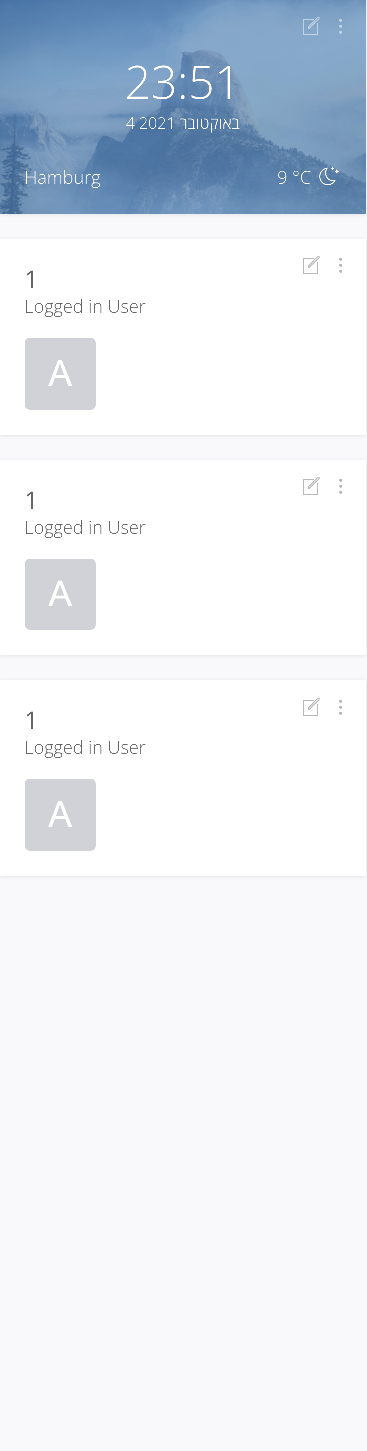 23:51
4 באוקטובר 2021
Hamburg
9 °C
1
Logged in User
A
1
Logged in User
A
1
Logged in User
A